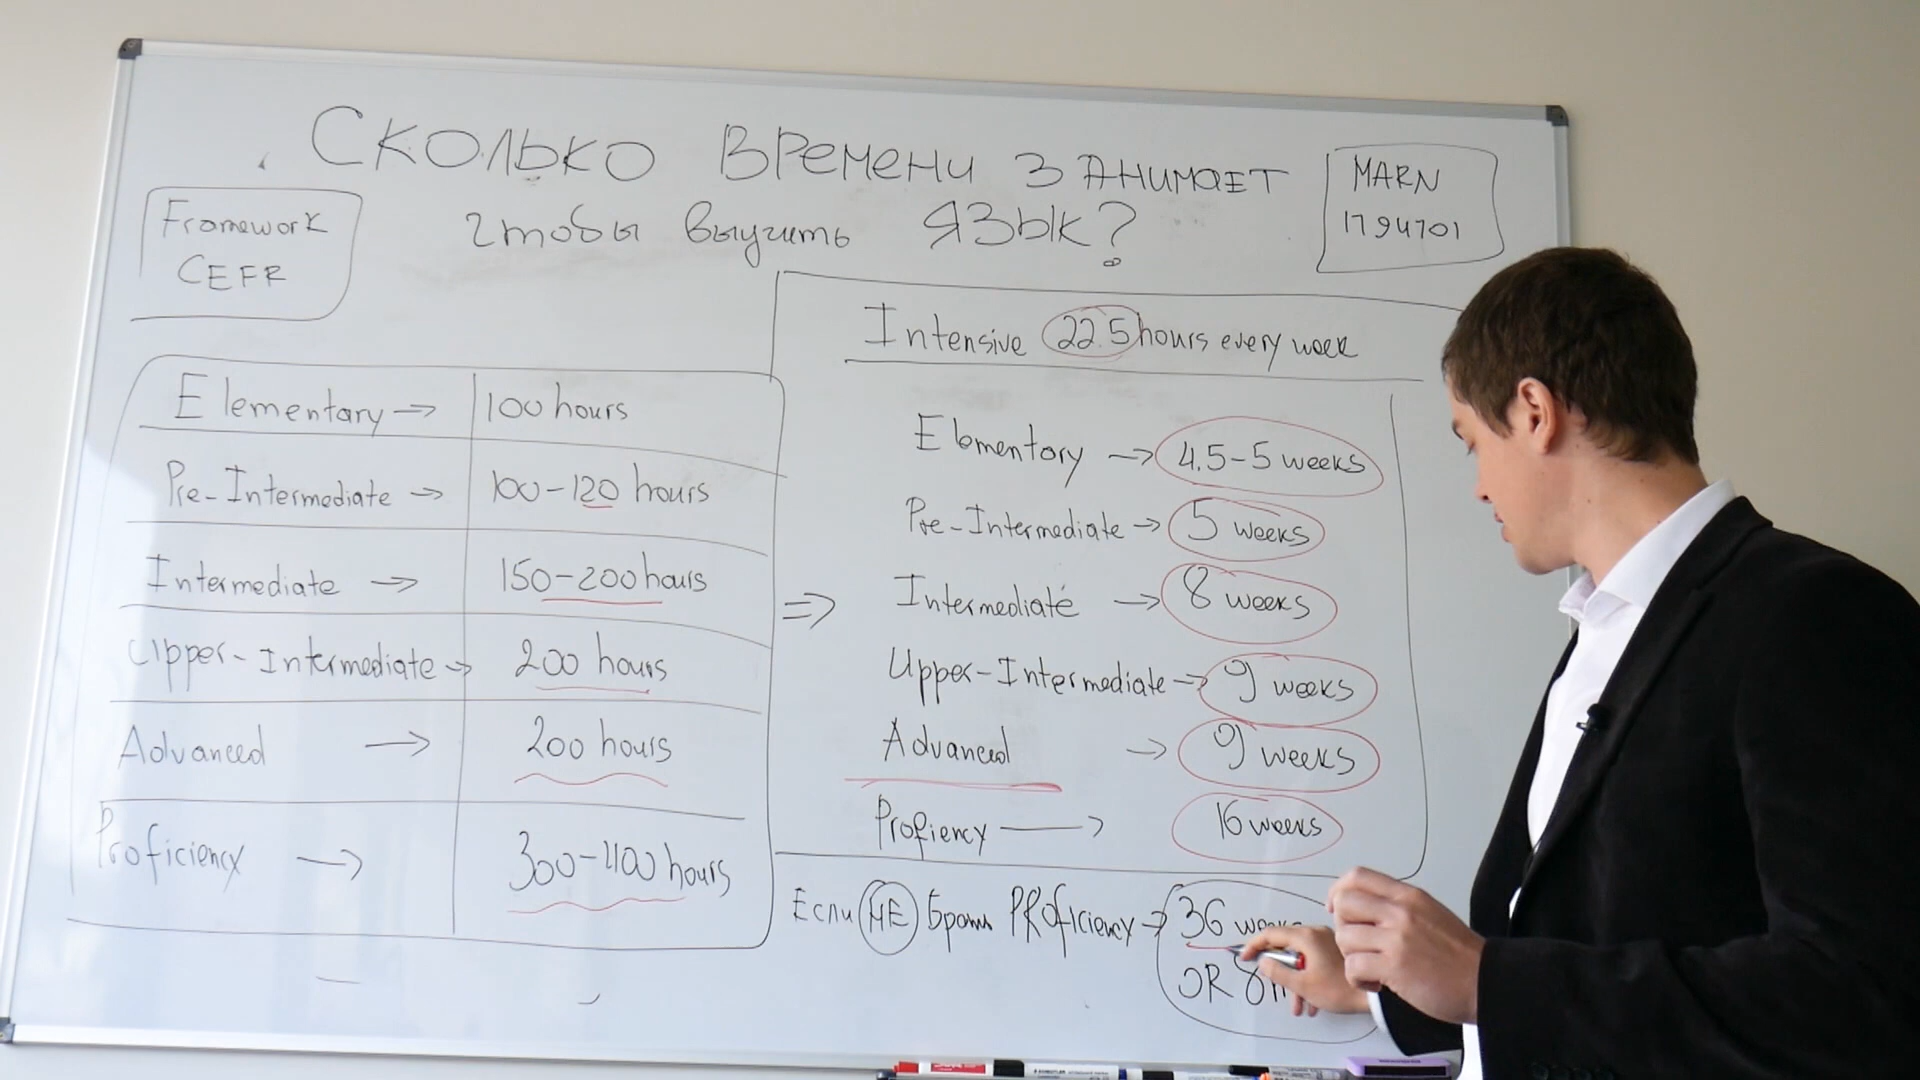 Сколько времени занимает
чтобы выучить язык?
MARN
1794701
Framework
CEFR
Elementary → 100 hours
Pre-Intermediate → 100-120 hours
Intermediate → 150-200 hours
Upper-Intermediate → 200 hours
Advanced → 200 hours
Proficiency → 300-400 hours
⇒
Intensive 22.5 hours every week
Elementary → 4.5-5 weeks
Pre-Intermediate → 5 weeks
Intermediate → 8 weeks
Upper-Intermediate → 9 weeks
Advanced → 9 weeks
Profiency → 16 weeks
Если НЕ брать PROficiency → 36
OR 8